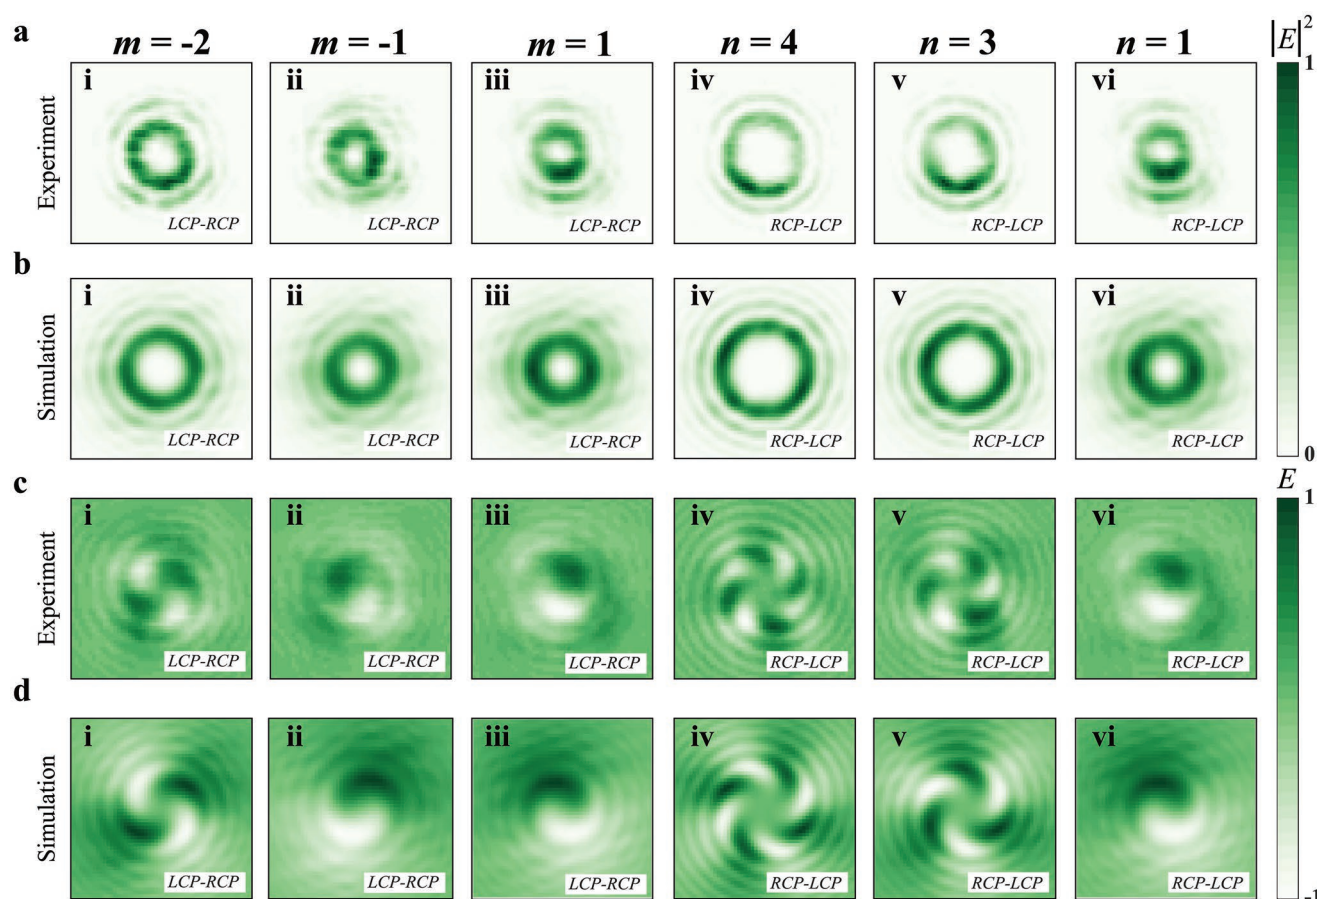 a
m = -2 m = -1 m = 1 n = 4 n = 3 n = 1
|E|²
Experiment
i ii iii iv v vi
LCP-RCP LCP-RCP LCP-RCP RCP-LCP RCP-LCP RCP-LCP
1
b
Simulation
i ii iii iv v vi
LCP-RCP LCP-RCP LCP-RCP RCP-LCP RCP-LCP RCP-LCP
0
c
E
1
Experiment
i ii iii iv v vi
LCP-RCP LCP-RCP LCP-RCP RCP-LCP RCP-LCP RCP-LCP
d
Simulation
i ii iii iv v vi
LCP-RCP LCP-RCP LCP-RCP RCP-LCP RCP-LCP RCP-LCP
-1